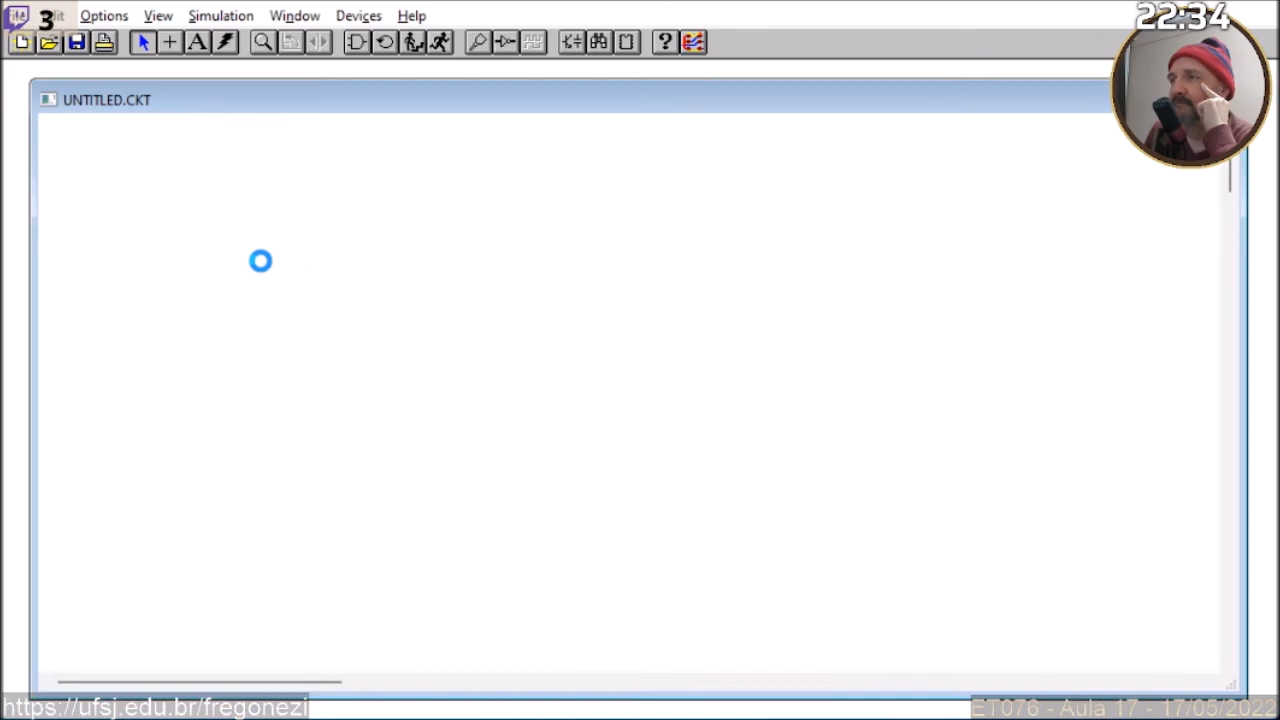 3 Options View Simulation Window Devices Help
22:34
A ?
UNTITLED.CKT
https://ufsj.edu.br/fregonezi
ET076 - Aula 17 - 17/05/2022